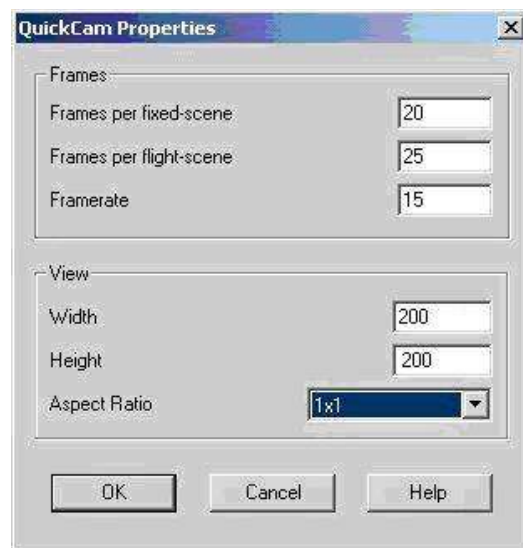 QuickCam Properties
Frames
Frames per fixed-scene 20
Frames per flight-scene 25
Framerate 15
View
Width 200
Height 200
Aspect Ratio 1x1
OK Cancel Help